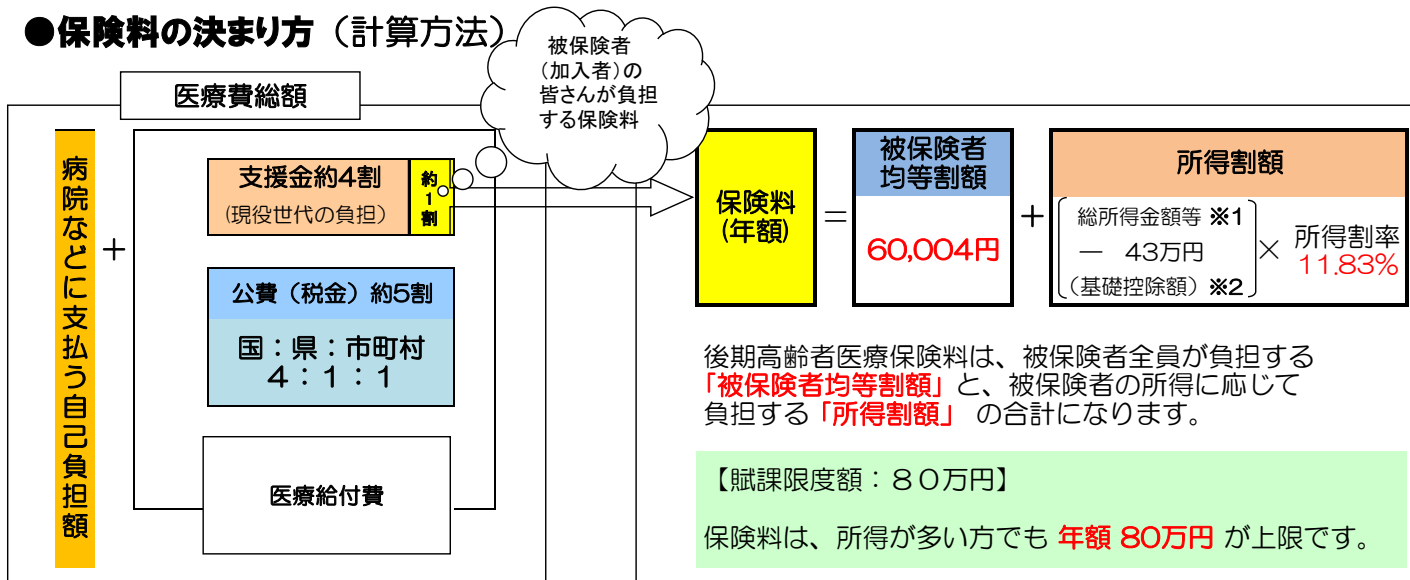 ●保険料の決まり方（計算方法）
被保険者
（加入者）の
皆さんが負担
する保険料
医療費総額
病院などに支払う自己負担額
＋
支援金約4割
（現役世代の負担）
約1割
公費（税金）約5割
国：県：市町村
4：1：1
医療給付費
保険料
(年額)
＝
被保険者
均等割額
60,004円
＋
所得割額
総所得金額等 ※1
― 43万円
（基礎控除額）※2
×
所得割率
11.83%
後期高齢者医療保険料は、被保険者全員が負担する
「被保険者均等割額」と、被保険者の所得に応じて
負担する「所得割額」 の合計になります。
【賦課限度額：８０万円】
保険料は、所得が多い方でも 年額 80万円 が上限です。